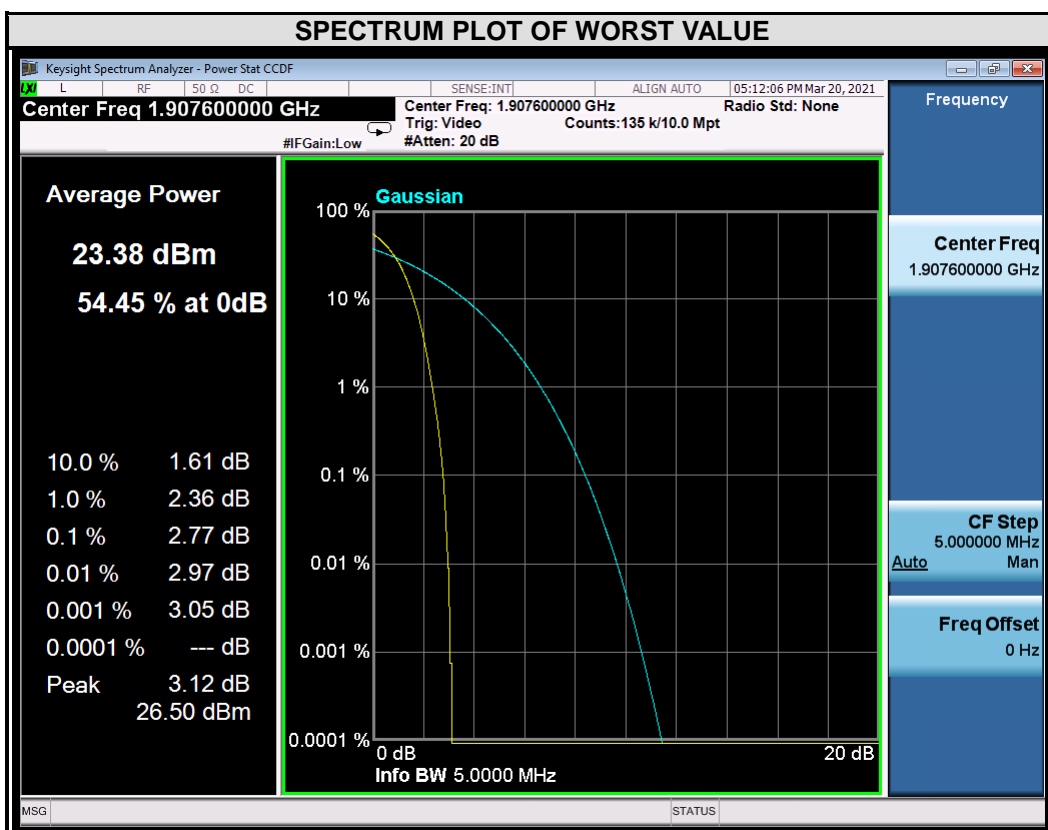 SPECTRUM PLOT OF WORST VALUE
Keysight Spectrum Analyzer - Power Stat CCDF
LXI L RF 50 Ω DC SENSE:INT ALIGN AUTO 05:12:06 PM Mar 20, 2021
Center Freq 1.907600000 GHz
Center Freq: 1.907600000 GHz Radio Std: None
Trig: Video Counts:135 k/10.0 Mpt
#IFGain:Low #Atten: 20 dB
Frequency
Average Power
23.38 dBm
54.45 % at 0dB
10.0 % 1.61 dB
1.0 % 2.36 dB
0.1 % 2.77 dB
0.01 % 2.97 dB
0.001 % 3.05 dB
0.0001 % --- dB
Peak 3.12 dB
26.50 dBm
Gaussian
100 %
10 %
1 %
0.1 %
0.01 %
0.001 %
0.0001 %
0 dB 20 dB
Info BW 5.0000 MHz
Center Freq
1.907600000 GHz
CF Step
5.000000 MHz
Auto Man
Freq Offset
0 Hz
MSG STATUS